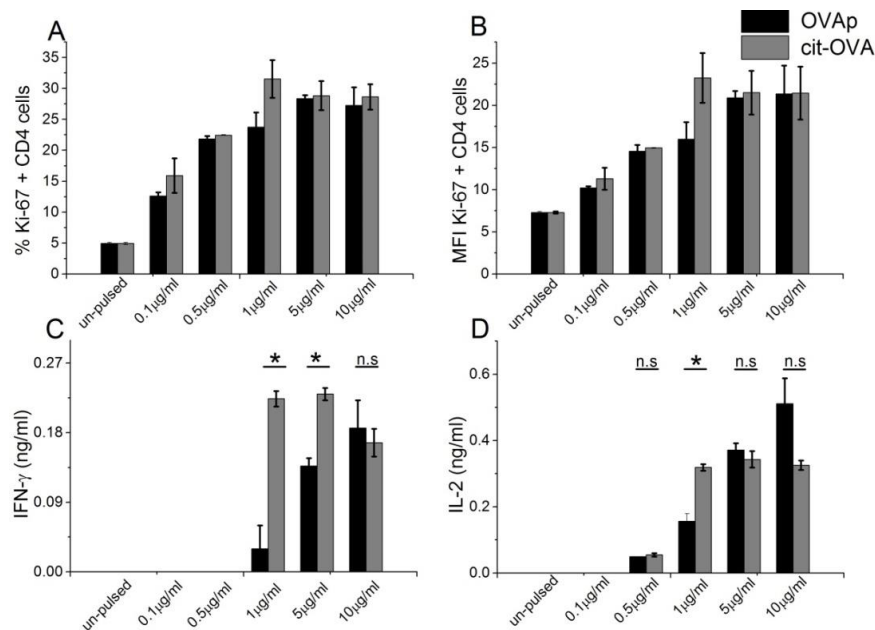 A
% Ki-67 + CD4 cells
35
30
25
20
15
10
5
0
un-pulsed
0.1µg/ml
0.5µg/ml
1µg/ml
5µg/ml
10µg/ml
B
OVAp
cit-OVA
MFI Ki-67 + CD4 cells
25
20
15
10
5
0
un-pulsed
0.1µg/ml
0.5µg/ml
1µg/ml
5µg/ml
10µg/ml
C
IFN-γ (ng/ml)
0.27
0.18
0.09
0.00
*
*
n.s
un-pulsed
0.1µg/ml
0.5µg/ml
1µg/ml
5µg/ml
10µg/ml
D
IL-2 (ng/ml)
0.6
0.4
0.2
0.0
n.s
*
n.s
n.s
un-pulsed
0.1µg/ml
0.5µg/ml
1µg/ml
5µg/ml
10µg/ml